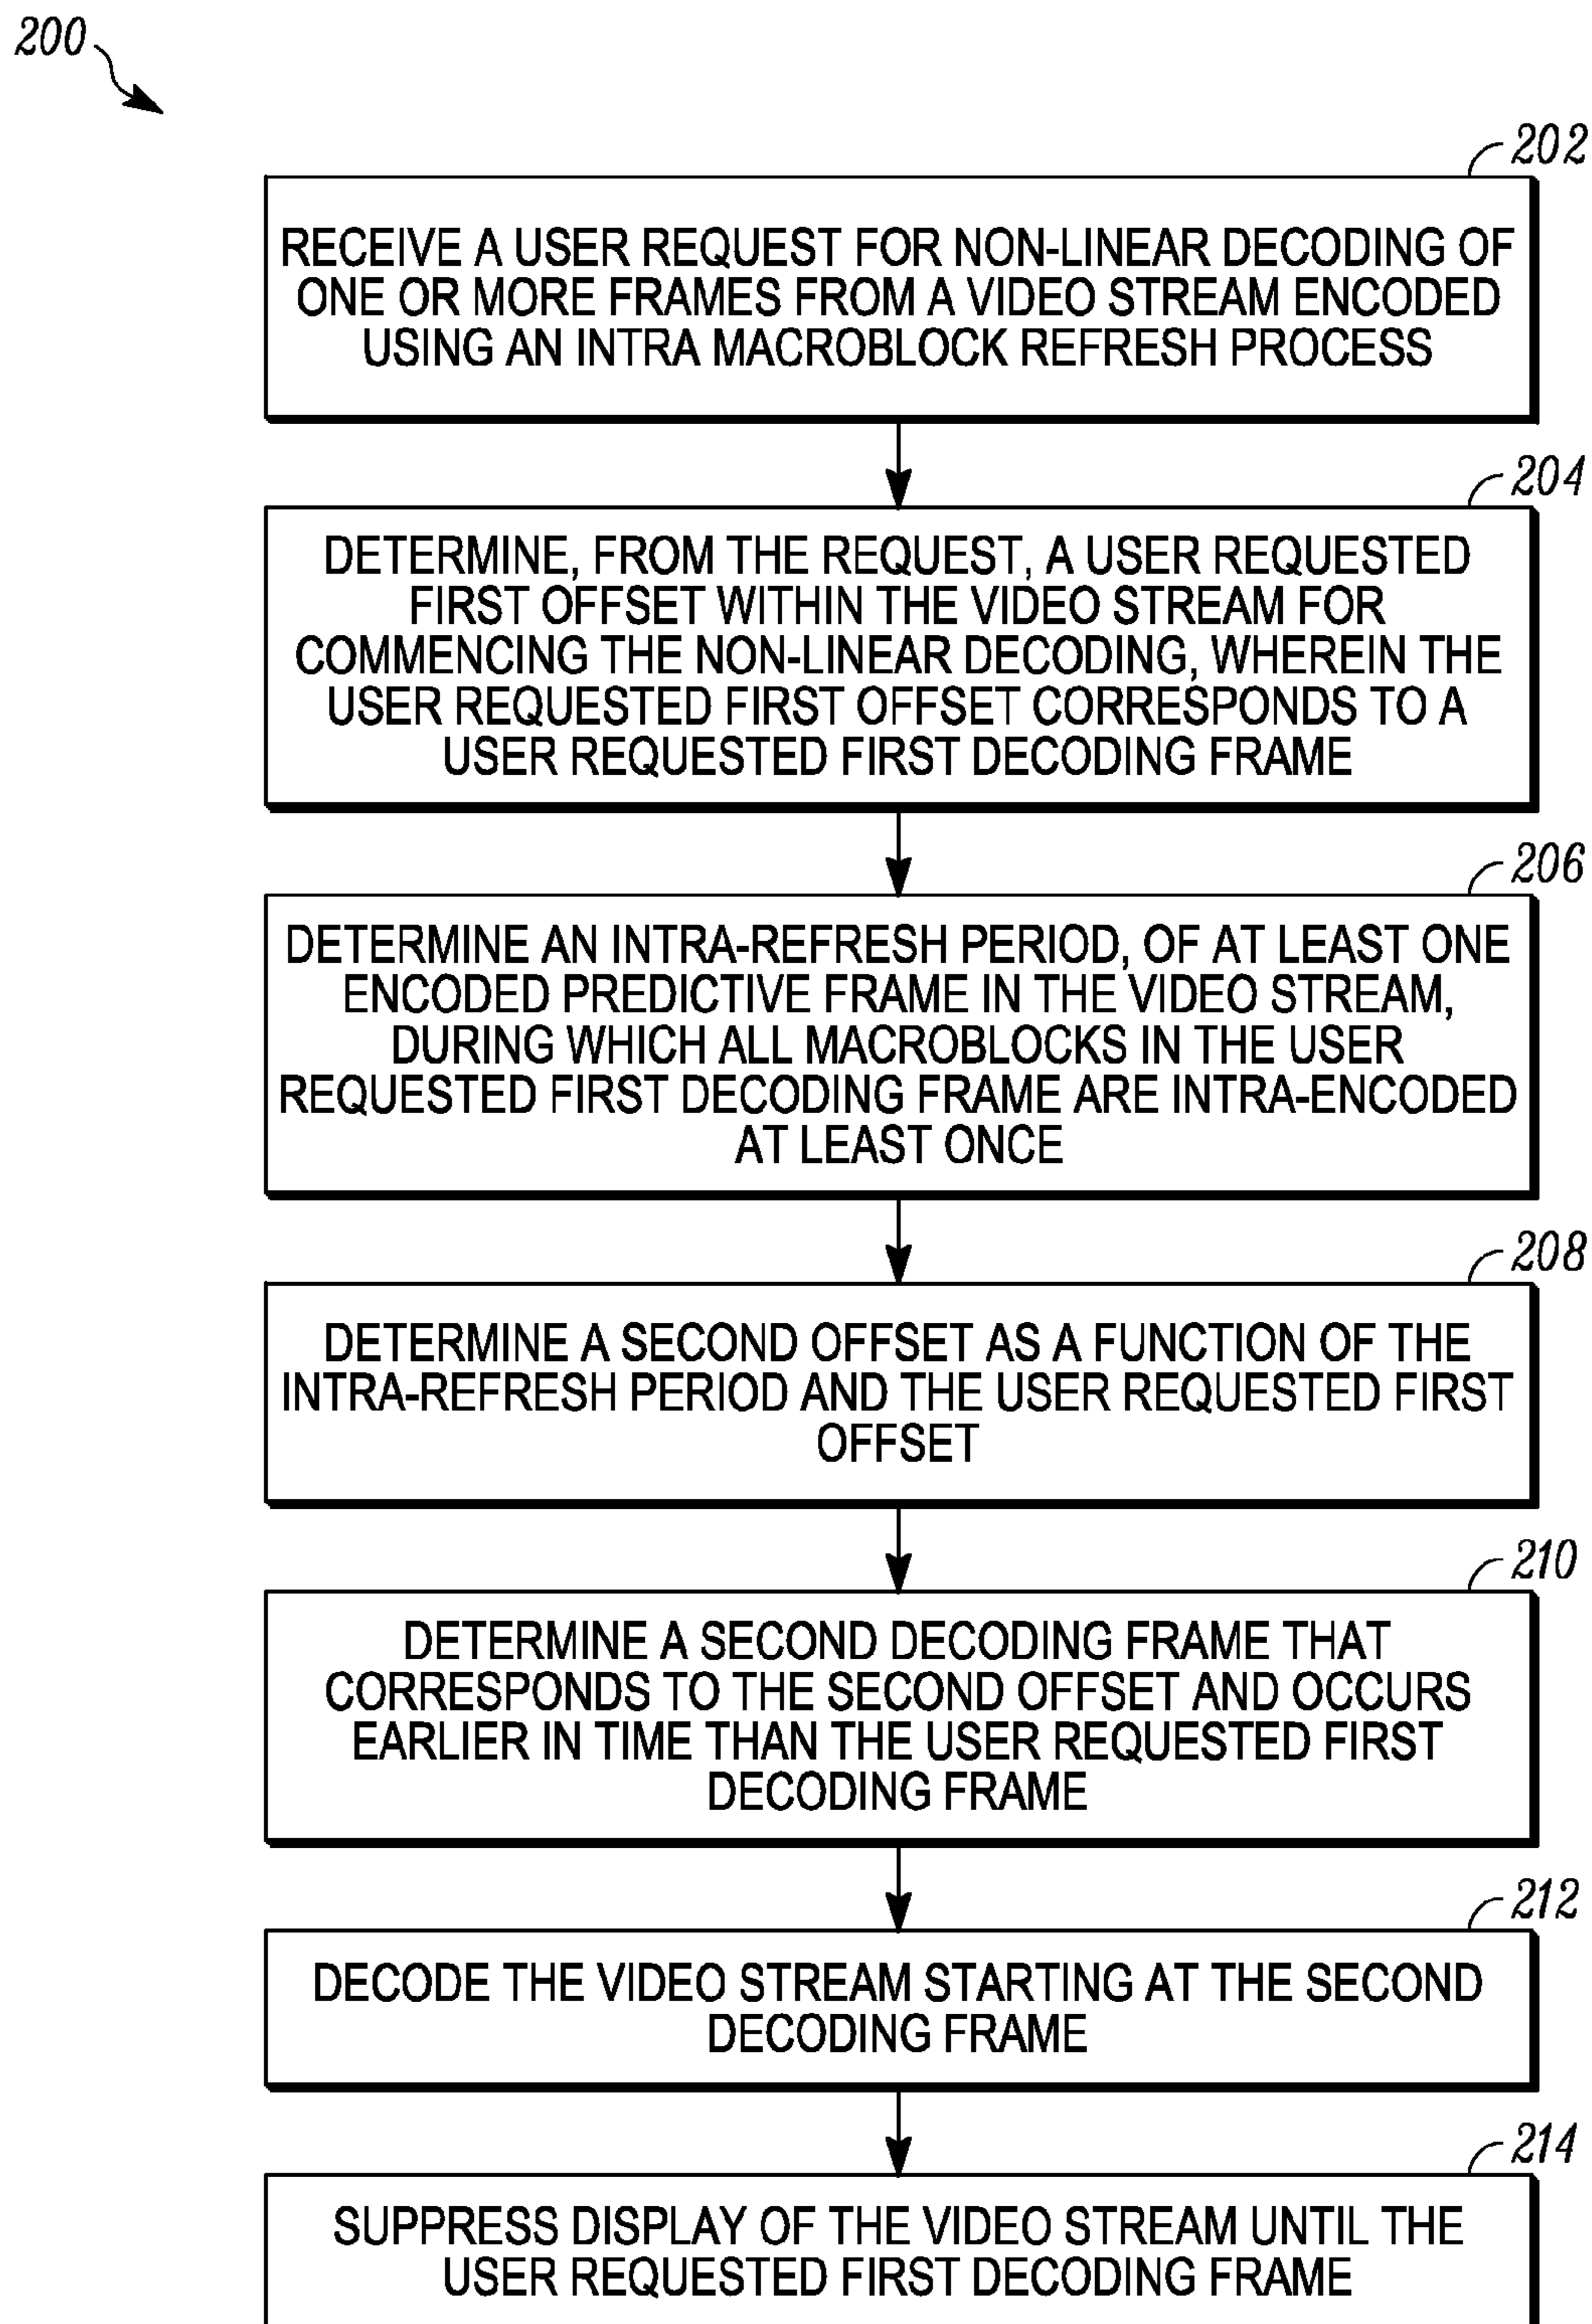 200
202
RECEIVE A USER REQUEST FOR NON-LINEAR DECODING OF
ONE OR MORE FRAMES FROM A VIDEO STREAM ENCODED
USING AN INTRA MACROBLOCK REFRESH PROCESS
204
DETERMINE, FROM THE REQUEST, A USER REQUESTED
FIRST OFFSET WITHIN THE VIDEO STREAM FOR
COMMENCING THE NON-LINEAR DECODING, WHEREIN THE
USER REQUESTED FIRST OFFSET CORRESPONDS TO A
USER REQUESTED FIRST DECODING FRAME
206
DETERMINE AN INTRA-REFRESH PERIOD, OF AT LEAST ONE
ENCODED PREDICTIVE FRAME IN THE VIDEO STREAM,
DURING WHICH ALL MACROBLOCKS IN THE USER
REQUESTED FIRST DECODING FRAME ARE INTRA-ENCODED
AT LEAST ONCE
208
DETERMINE A SECOND OFFSET AS A FUNCTION OF THE
INTRA-REFRESH PERIOD AND THE USER REQUESTED FIRST
OFFSET
210
DETERMINE A SECOND DECODING FRAME THAT
CORRESPONDS TO THE SECOND OFFSET AND OCCURS
EARLIER IN TIME THAN THE USER REQUESTED FIRST
DECODING FRAME
212
DECODE THE VIDEO STREAM STARTING AT THE SECOND
DECODING FRAME
214
SUPPRESS DISPLAY OF THE VIDEO STREAM UNTIL THE
USER REQUESTED FIRST DECODING FRAME